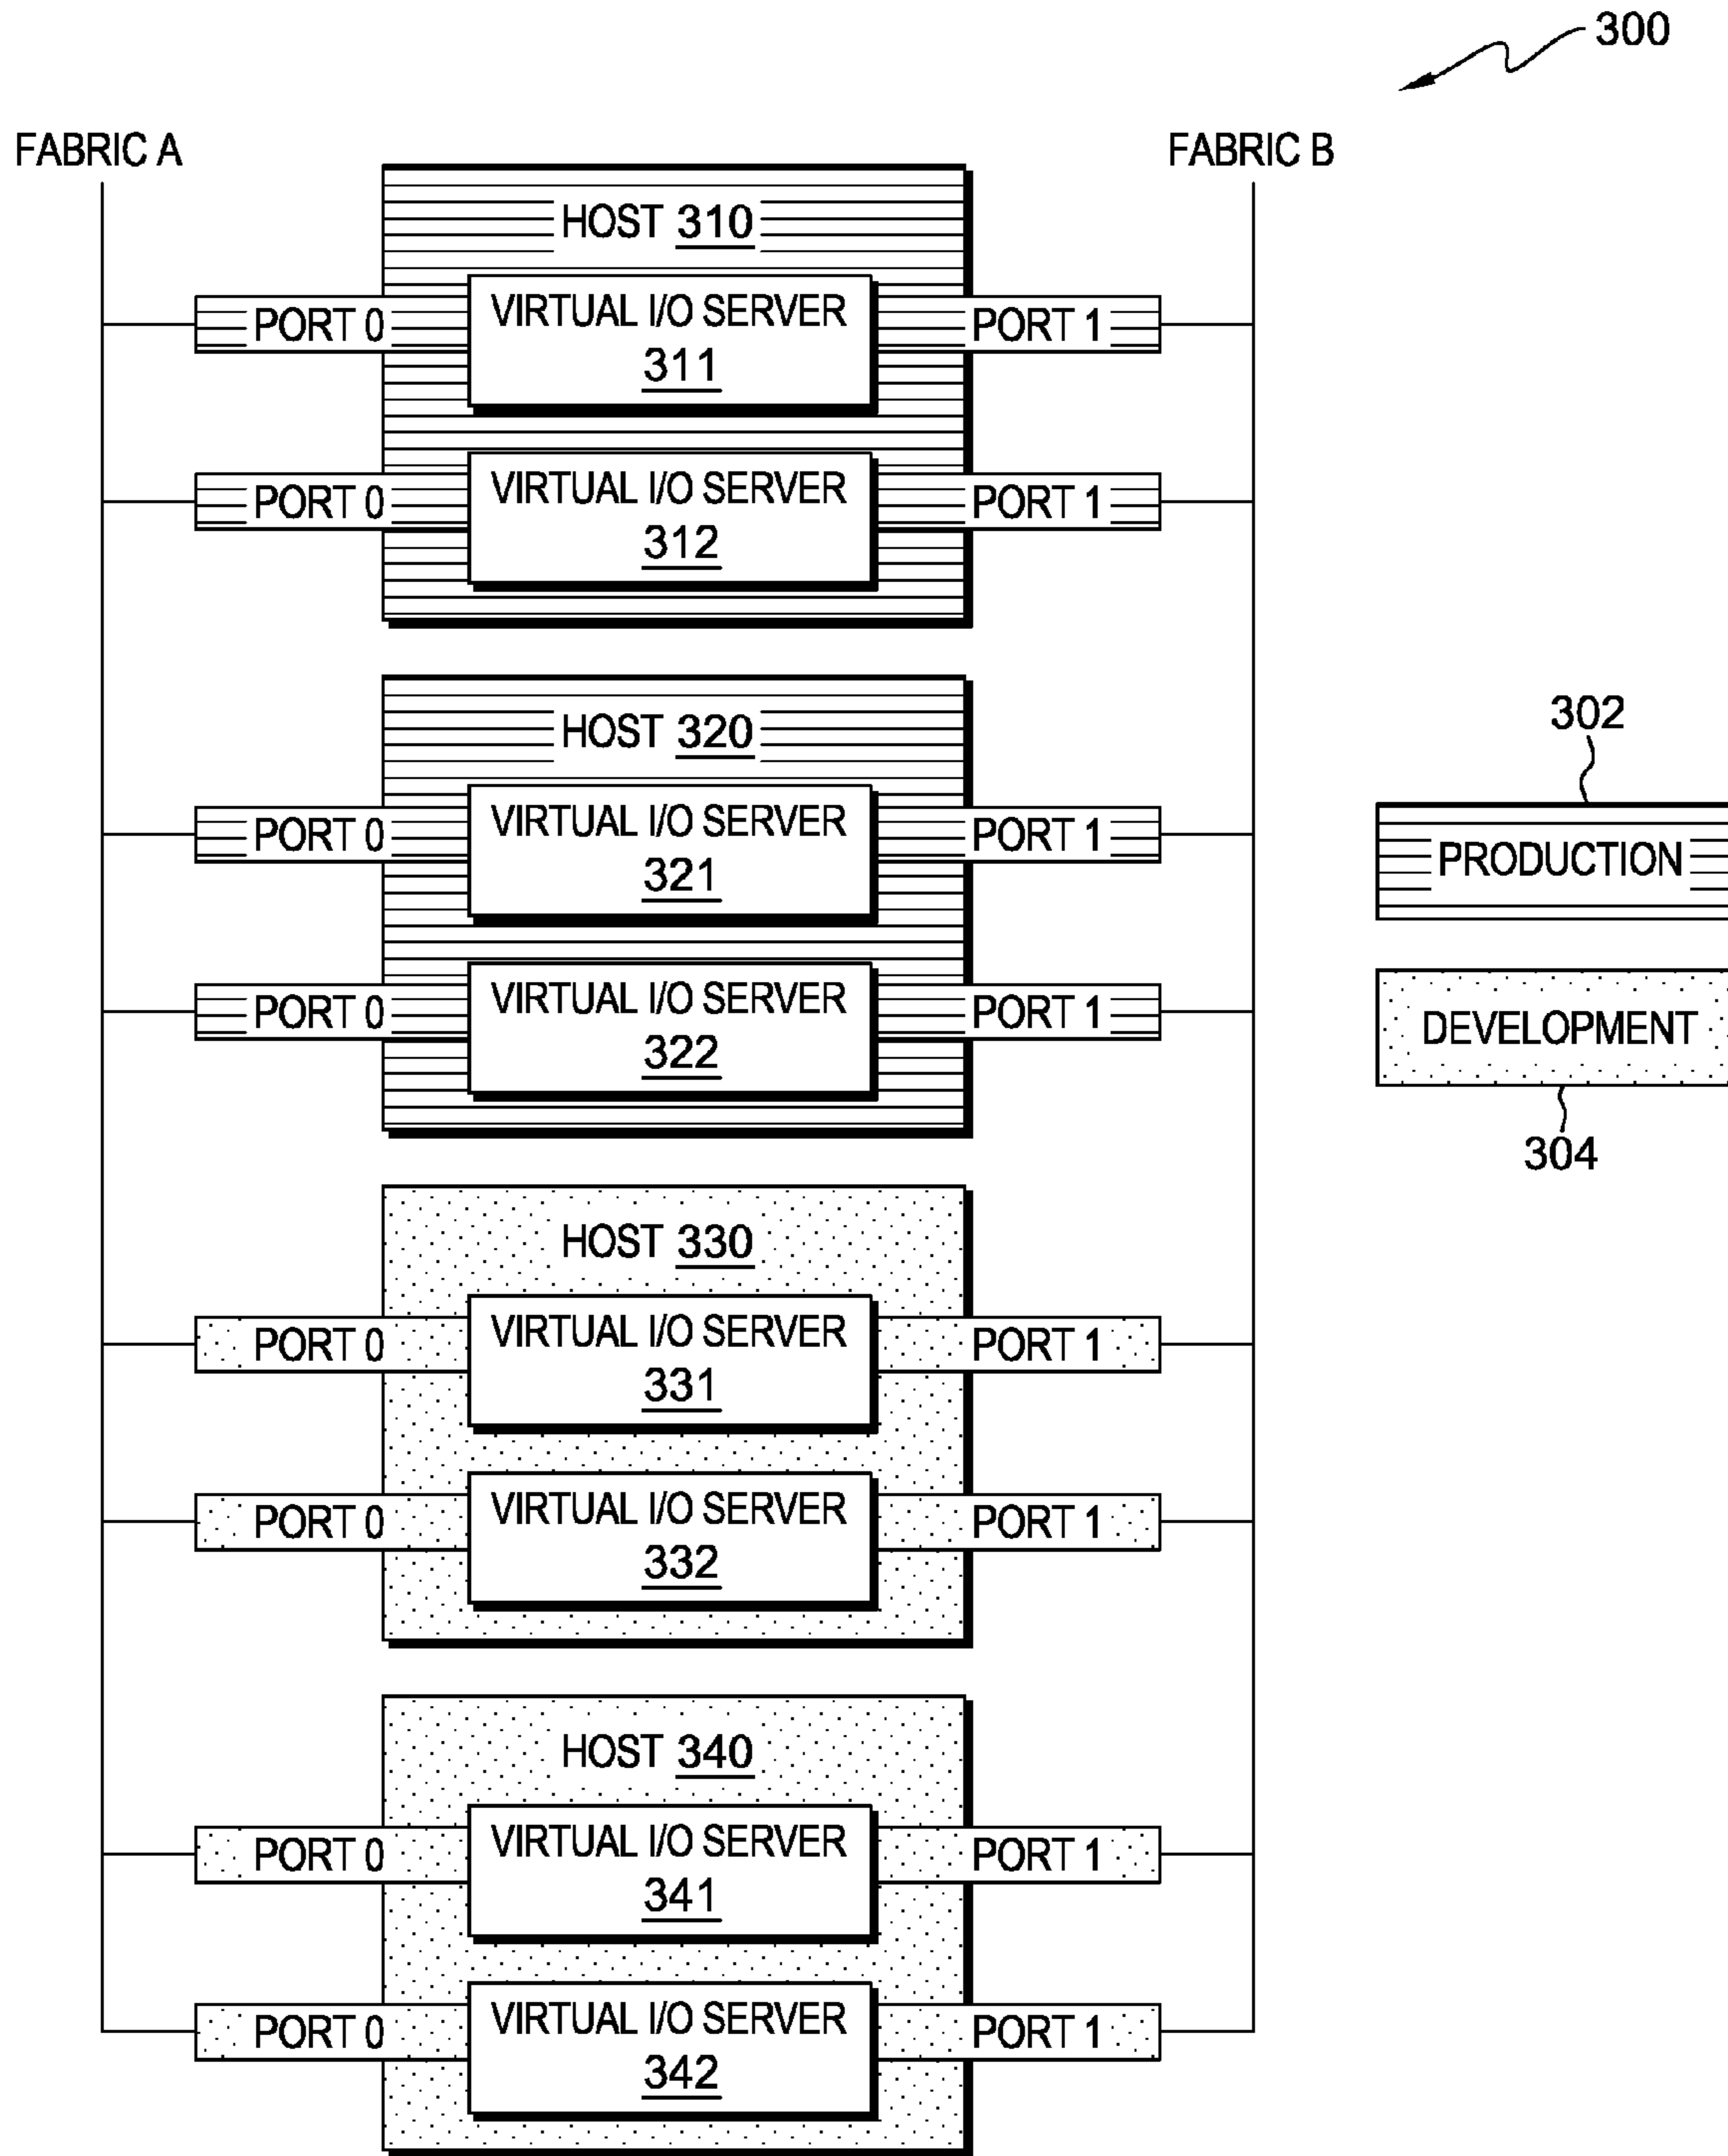 300
FABRIC A
FABRIC B
HOST 310
PORT 0
VIRTUAL I/O SERVER
311
PORT 1
PORT 0
VIRTUAL I/O SERVER
312
PORT 1
HOST 320
PORT 0
VIRTUAL I/O SERVER
321
PORT 1
PORT 0
VIRTUAL I/O SERVER
322
PORT 1
302
PRODUCTION
DEVELOPMENT
304
HOST 330
PORT 0
VIRTUAL I/O SERVER
331
PORT 1
PORT 0
VIRTUAL I/O SERVER
332
PORT 1
HOST 340
PORT 0
VIRTUAL I/O SERVER
341
PORT 1
PORT 0
VIRTUAL I/O SERVER
342
PORT 1